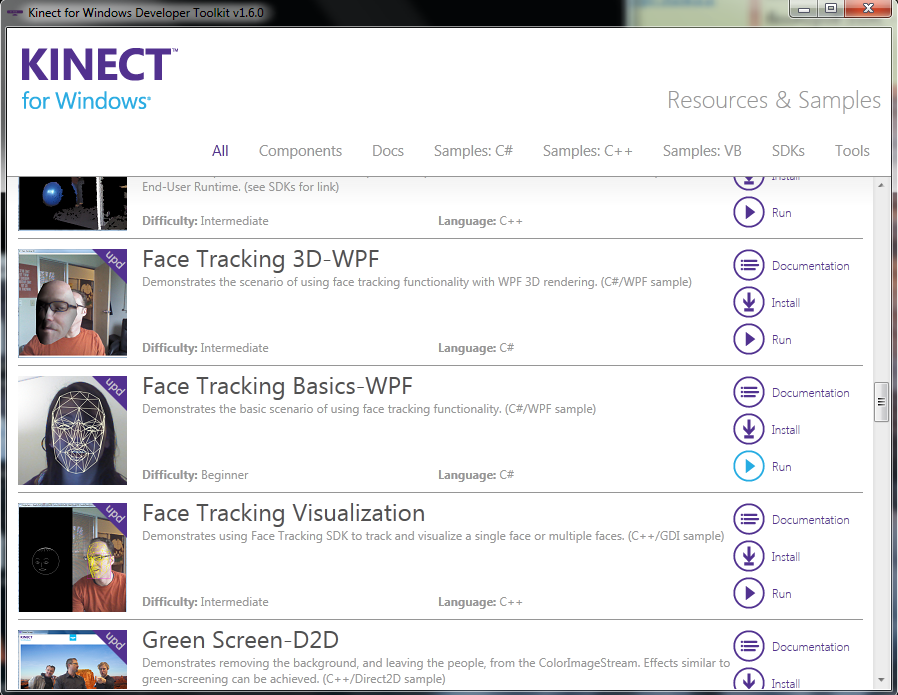 Kinect for Windows Developer Toolkit v1.6.0
KINECT™
for Windows®
Resources & Samples
All Components Docs Samples: C# Samples: C++ Samples: VB SDKs Tools
End-User Runtime. (see SDKs for link)
Install
Difficulty: Intermediate Language: C++
Run
upd
Face Tracking 3D-WPF
Demonstrates the scenario of using face tracking functionality with WPF 3D rendering. (C#/WPF sample)
Documentation
Install
Difficulty: Intermediate Language: C#
Run
upd
Face Tracking Basics-WPF
Demonstrates the basic scenario of using face tracking functionality. (C#/WPF sample)
Documentation
Install
Difficulty: Beginner Language: C#
Run
upd
Face Tracking Visualization
Demonstrates using Face Tracking SDK to track and visualize a single face or multiple faces. (C++/GDI sample)
Documentation
Install
Difficulty: Intermediate Language: C++
Run
KINECT
upd
Green Screen-D2D
Demonstrates removing the background, and leaving the people, from the ColorImageStream. Effects similar to
green-screening can be achieved. (C++/Direct2D sample)
Documentation
Install